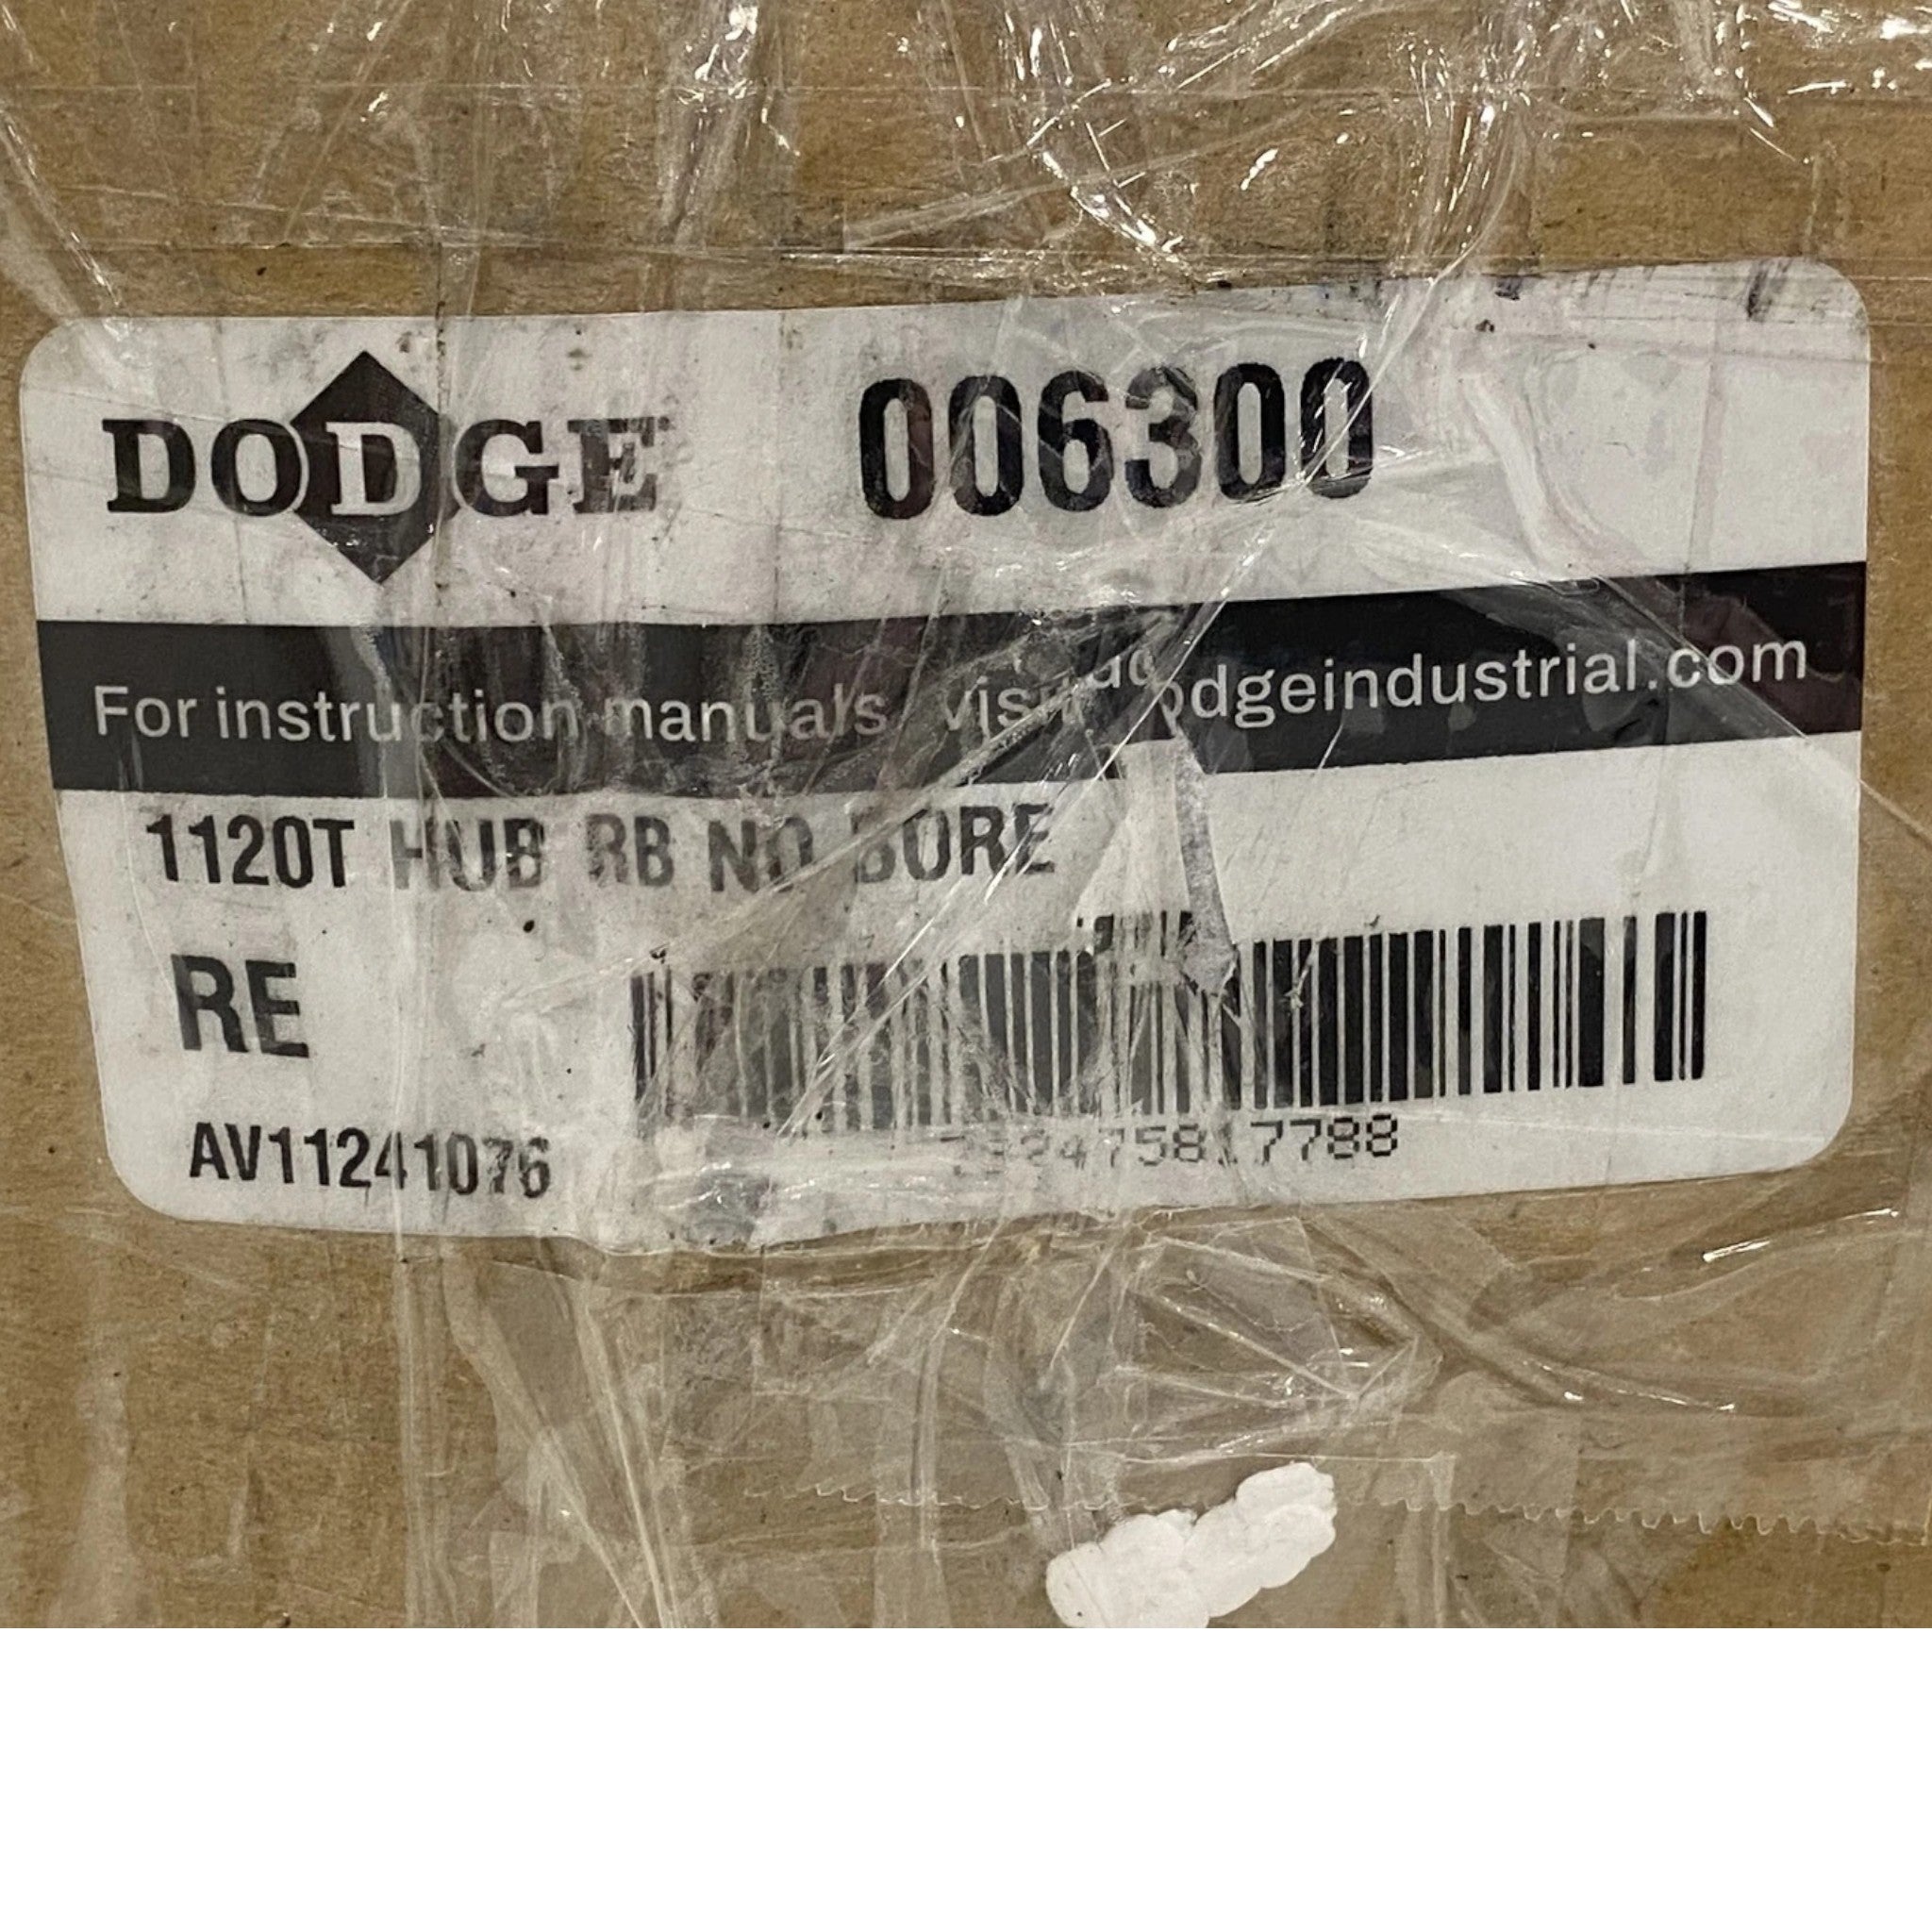 DODGE
006300
For instruction manuals visit dodgeindustrial.com
1120T HUB RB NO BORE
RE
AV11241076